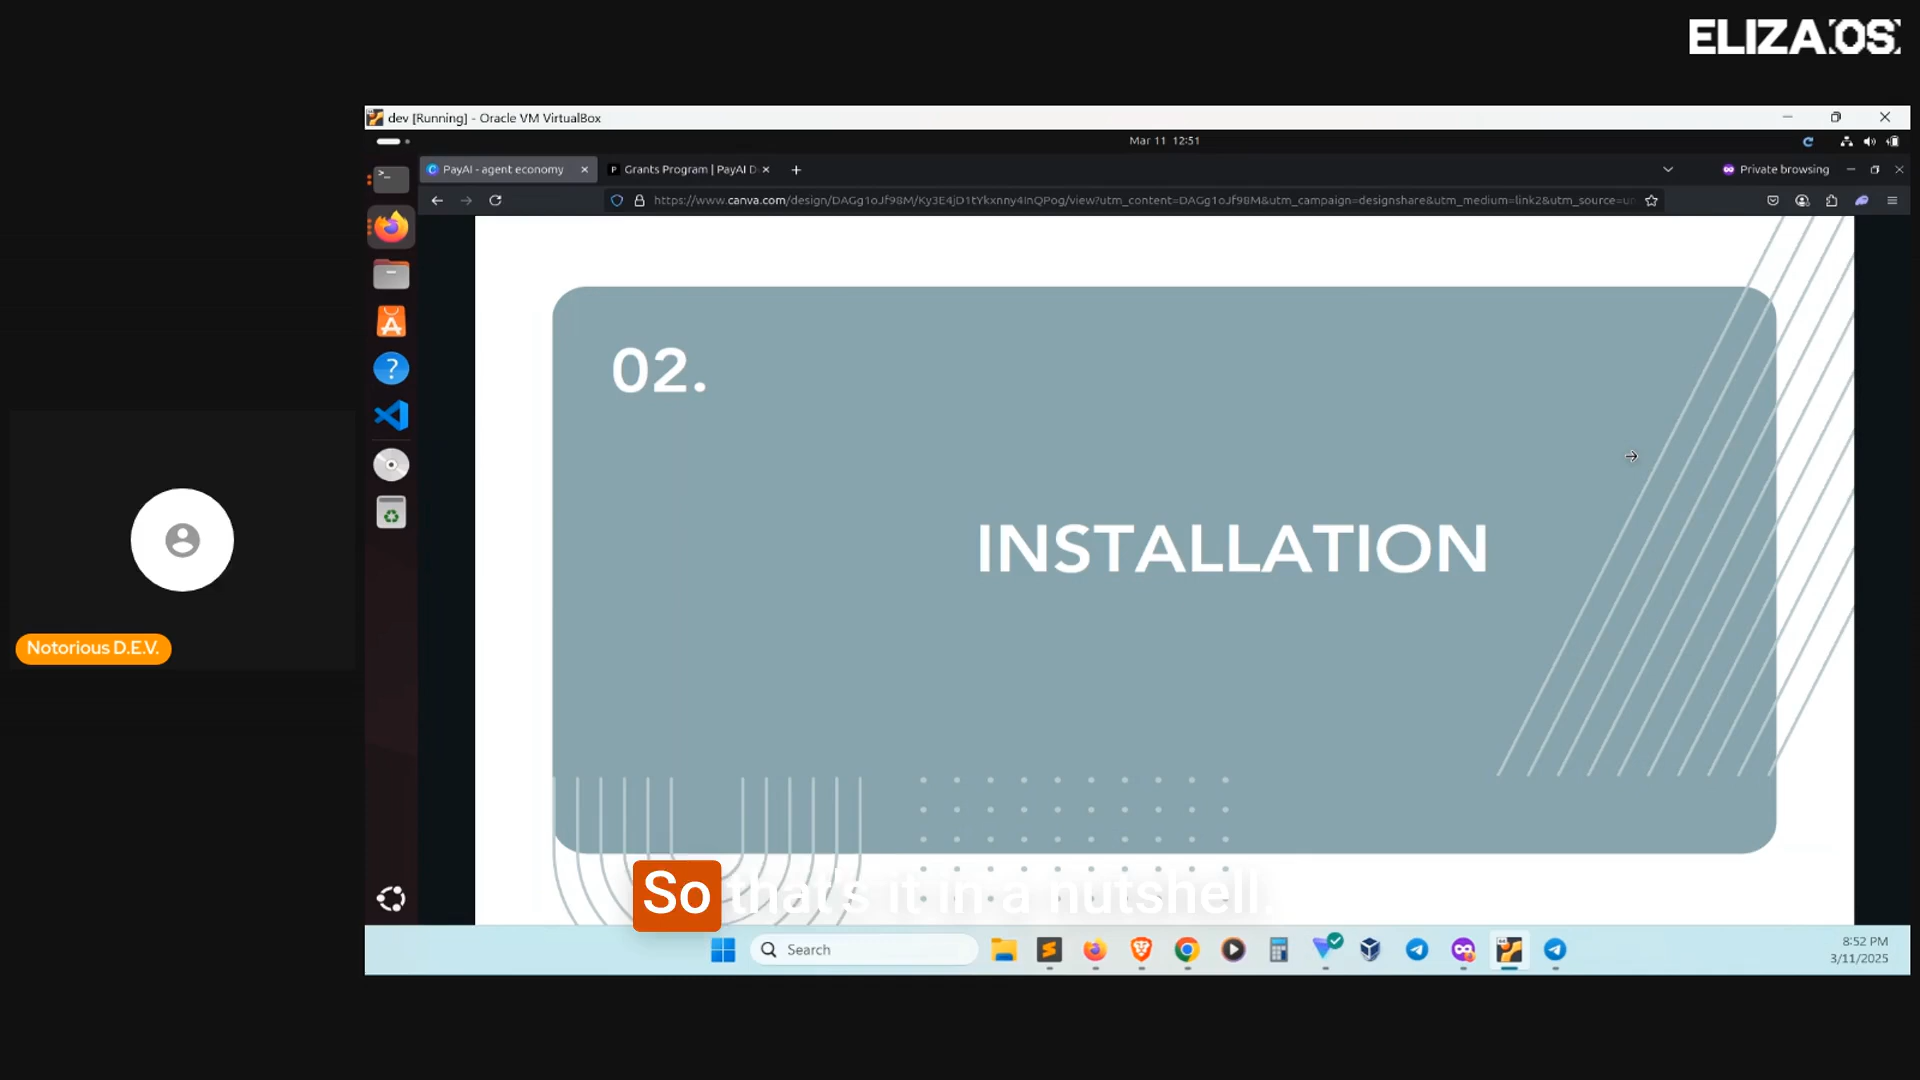 ELIZA:OS
dev [Running] - Oracle VM VirtualBox
Mar 11 12:51
PayAI - agent economy
Grants Program | PayAI D
Private browsing
https://www.canva.com/design/DAGg1oJf98M/Ky3E4jD1tYkxnny4InQPog/view?utm_content=DAGg1oJf98M&utm_campaign=designshare&utm_medium=link2&utm_source=un
02.
INSTALLATION
Notorious D.E.V.
So that's it in a nutshell.
Search
8:52 PM
3/11/2025